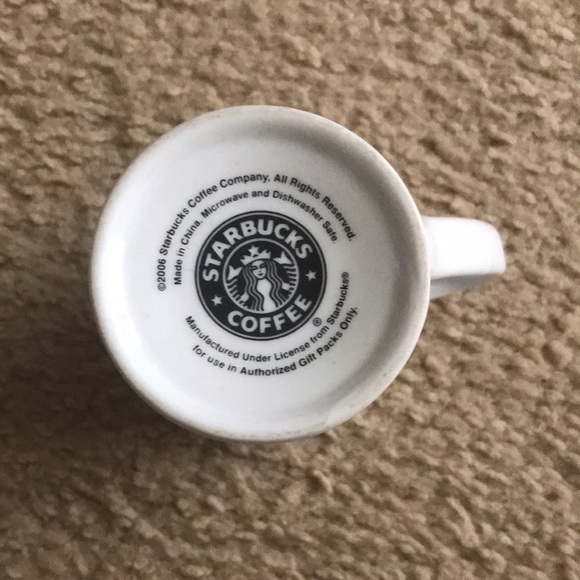 ©2006 Starbucks Coffee Company. All Rights Reserved.
Made in China. Microwave and Dishwasher Safe.
STARBUCKS
COFFEE
®
Manufactured Under License from Starbucks®
for use in Authorized Gift Packs Only.